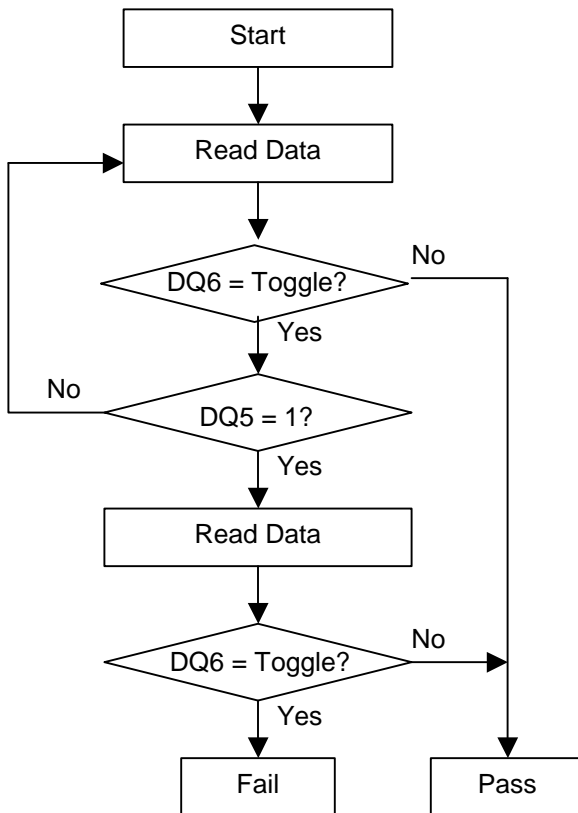 Start
Read Data
DQ6 = Toggle?
No
Yes
No
DQ5 = 1?
Yes
Read Data
DQ6 = Toggle?
No
Yes
Fail
Pass